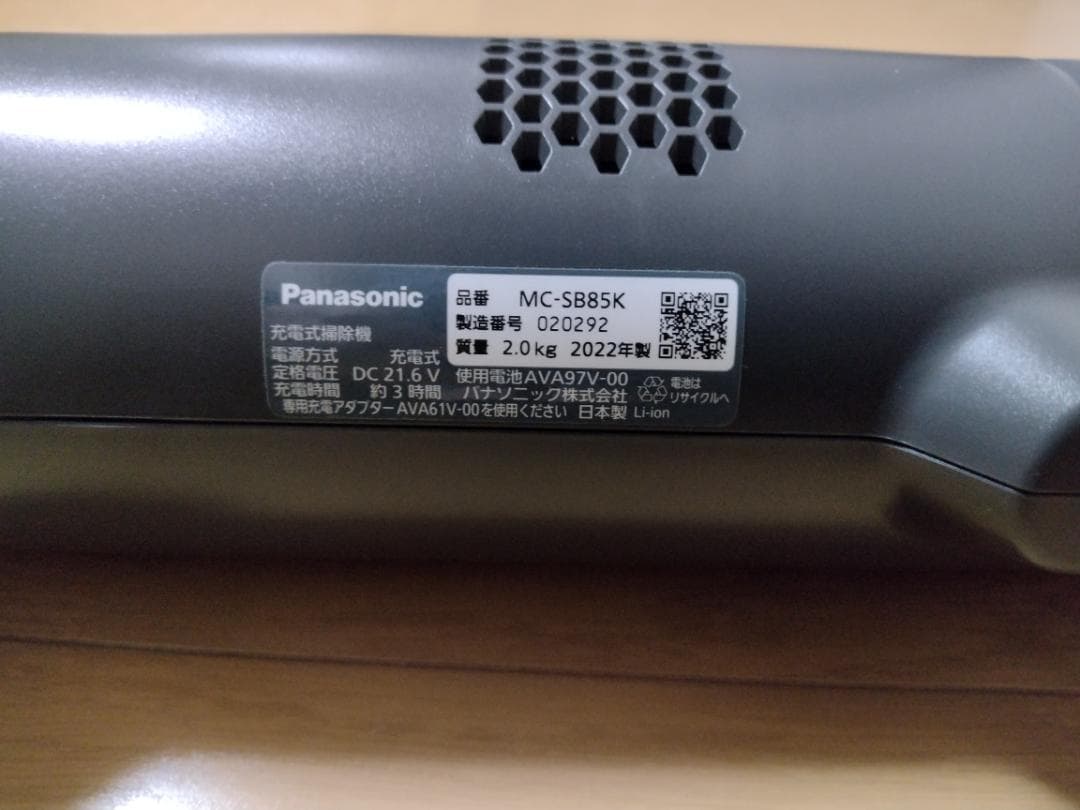 Panasonic
充電式掃除機
電源方式 充電式
定格電圧 DC 21.6 V
充電時間 約3時間
専用充電アダプターAVA61V-00を使用ください
品番 MC-SB85K
製造番号 020292
質量 2.0kg 2022年製
使用電池AVA97V-00
パナソニック株式会社
日本製
電池は
リサイクルへ
Li-ion